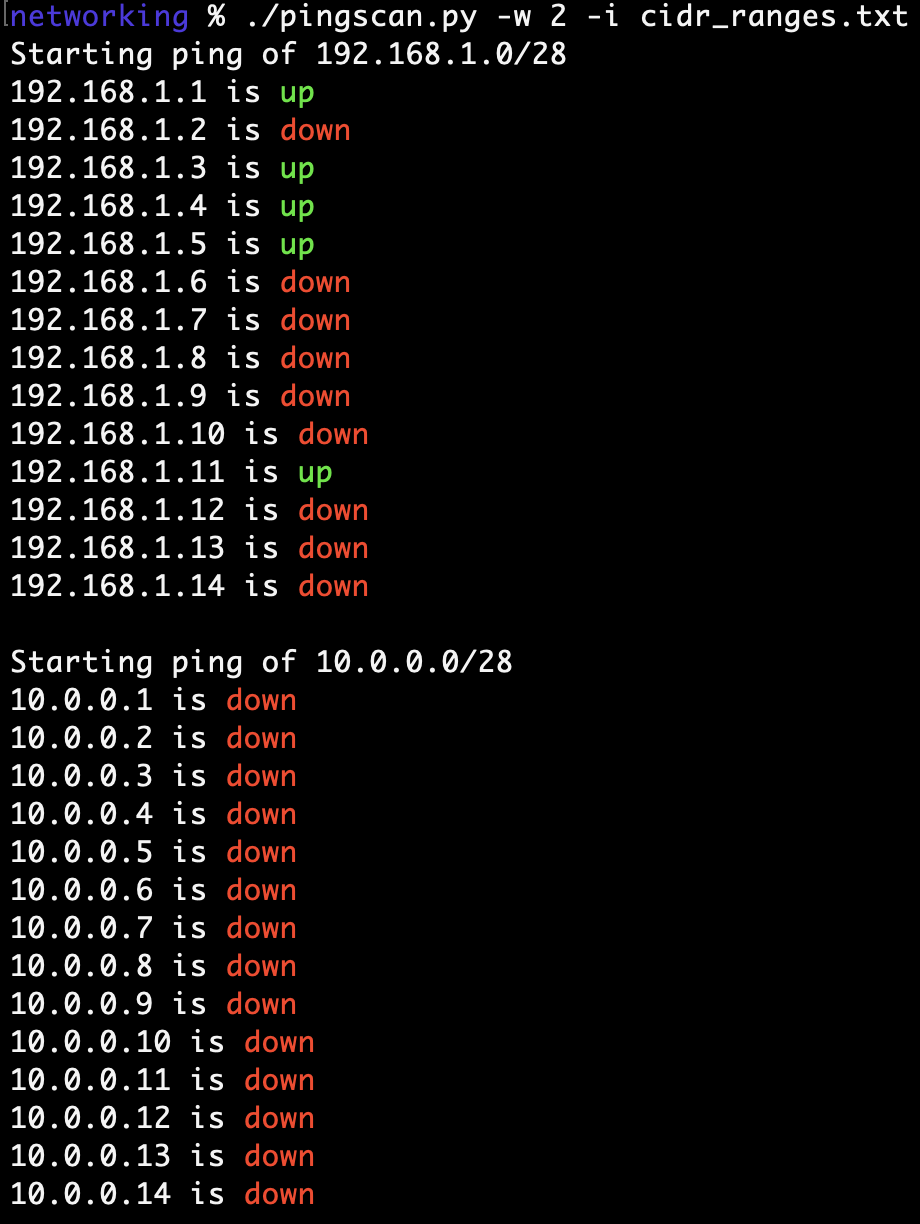 [networking % ./pingscan.py -w 2 -i cidr_ranges.txt
Starting ping of 192.168.1.0/28
192.168.1.1 is up
192.168.1.2 is down
192.168.1.3 is up
192.168.1.4 is up
192.168.1.5 is up
192.168.1.6 is down
192.168.1.7 is down
192.168.1.8 is down
192.168.1.9 is down
192.168.1.10 is down
192.168.1.11 is up
192.168.1.12 is down
192.168.1.13 is down
192.168.1.14 is down
Starting ping of 10.0.0.0/28
10.0.0.1 is down
10.0.0.2 is down
10.0.0.3 is down
10.0.0.4 is down
10.0.0.5 is down
10.0.0.6 is down
10.0.0.7 is down
10.0.0.8 is down
10.0.0.9 is down
10.0.0.10 is down
10.0.0.11 is down
10.0.0.12 is down
10.0.0.13 is down
10.0.0.14 is down